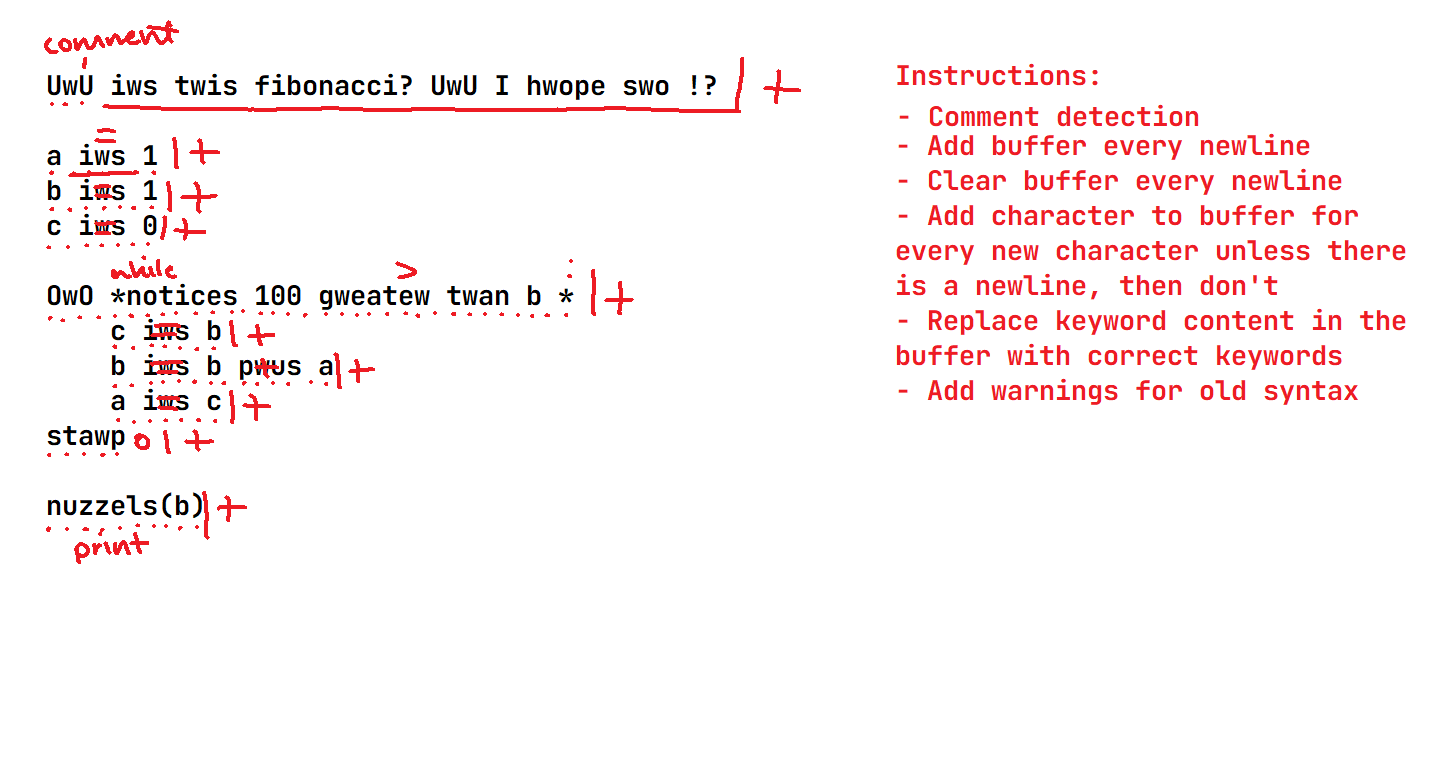 comment
UwU iws twis fibonacci? UwU I hwope swo !? | +
=
a iws 1 | +
b iws 1 | +
c iws 0 | +
while >
OwO *notices 100 gweatew twan b * | +
c iws b | +
b iws b pwus a | +
a iws c | +
stawp 0 | +
nuzzels(b) | +
print
Instructions:
- Comment detection
- Add buffer every newline
- Clear buffer every newline
- Add character to buffer for
every new character unless there
is a newline, then don't
- Replace keyword content in the
buffer with correct keywords
- Add warnings for old syntax